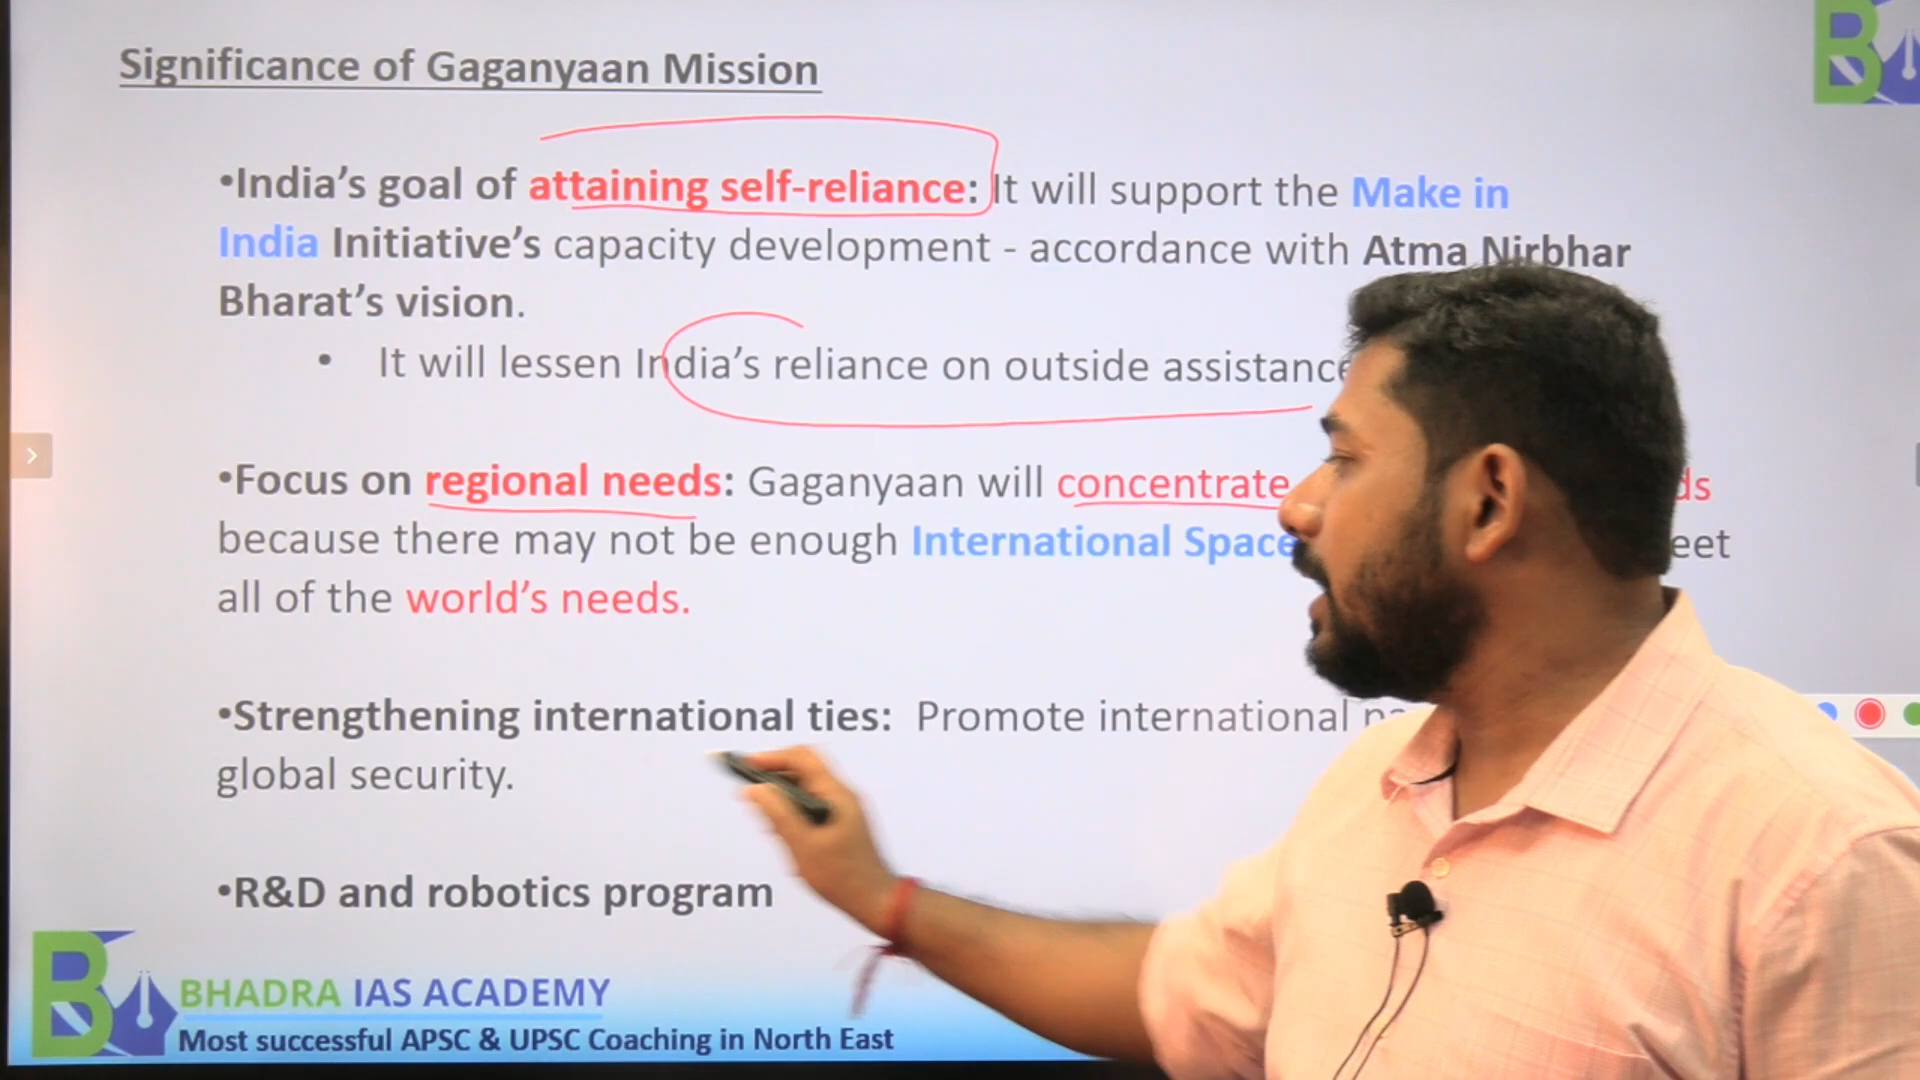 Significance of Gaganyaan Mission
•India's goal of attaining self-reliance: It will support the Make in
India Initiative's capacity development - accordance with Atma Nirbhar
Bharat's vision.
• It will lessen India's reliance on outside assistance
•Focus on regional needs: Gaganyaan will concentrate
because there may not be enough International Space
all of the world's needs.
•Strengthening international ties: Promote international
global security.
•R&D and robotics program
BHADRA IAS ACADEMY
Most successful APSC & UPSC Coaching in North East